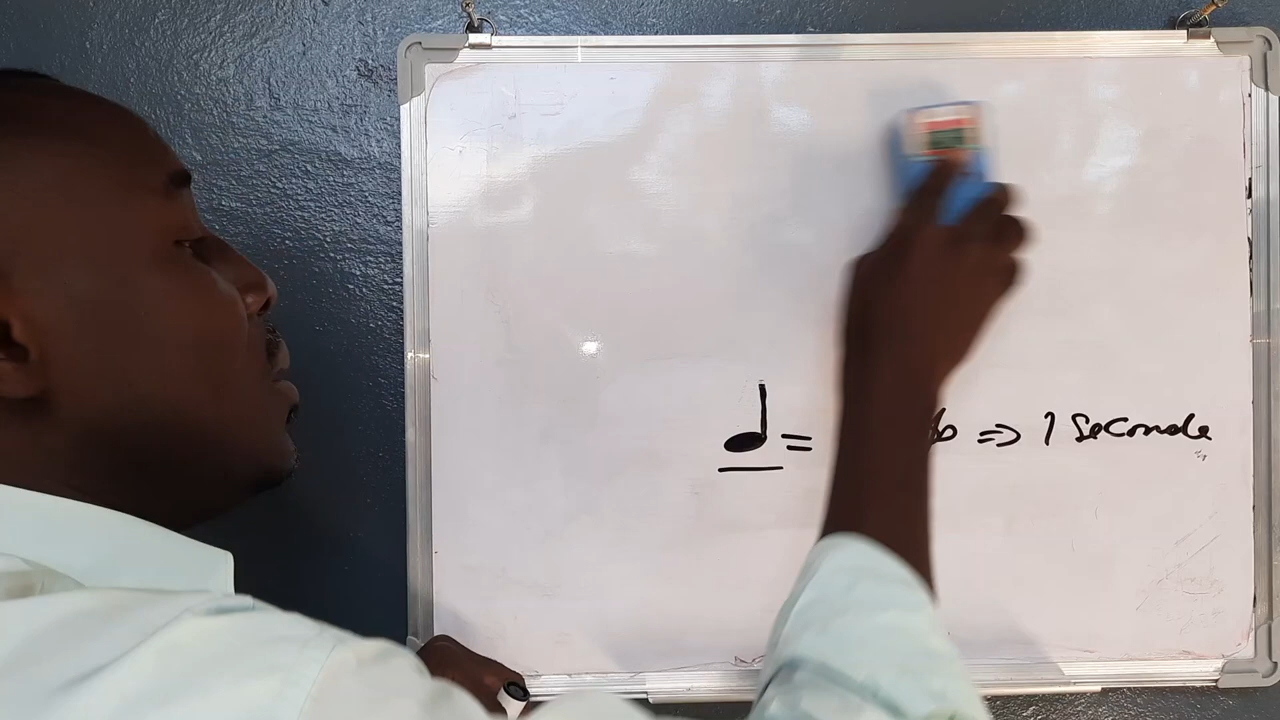 ♩= => 1 Seconde